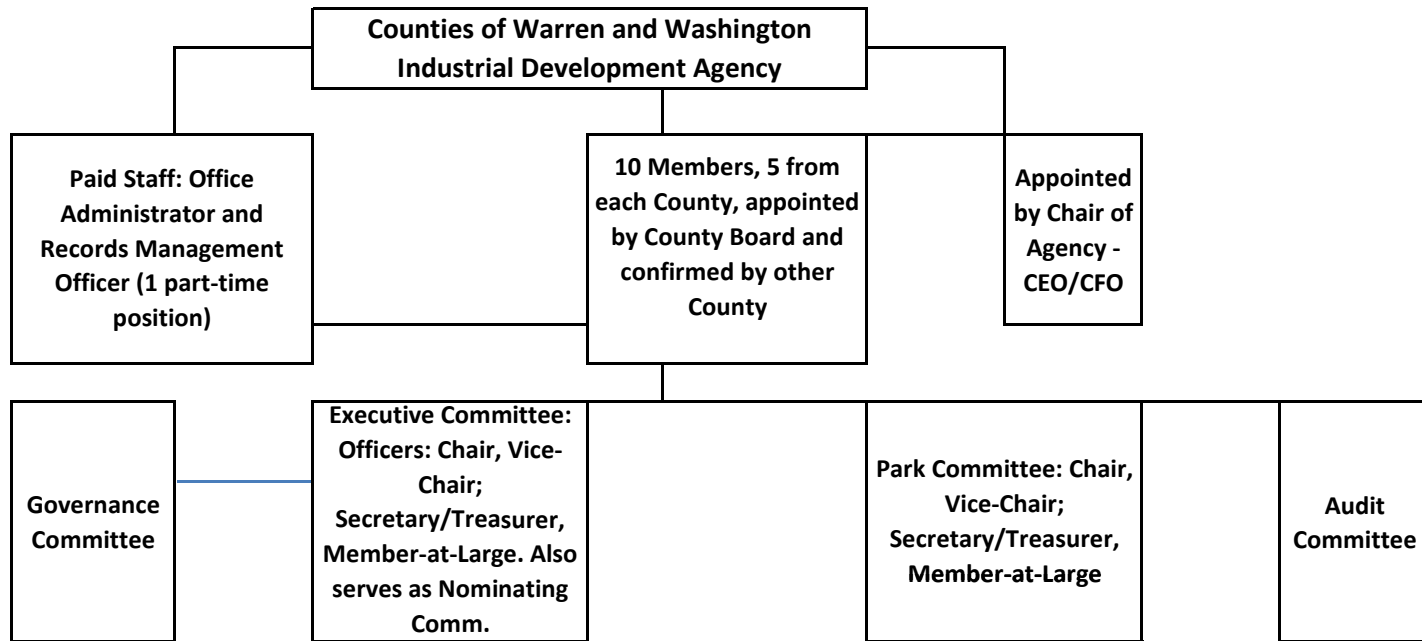 Counties of Warren and Washington
Industrial Development Agency
Paid Staff: Office
Administrator and
Records Management
Officer (1 part-time
position)
10 Members, 5 from
each County, appointed
by County Board and
confirmed by other
County
Appointed
by Chair of
Agency -
CEO/CFO
Governance
Committee
Executive Committee:
Officers: Chair, Vice-
Chair;
Secretary/Treasurer,
Member-at-Large. Also
serves as Nominating
Comm.
Park Committee: Chair,
Vice-Chair;
Secretary/Treasurer,
Member-at-Large
Audit
Committee